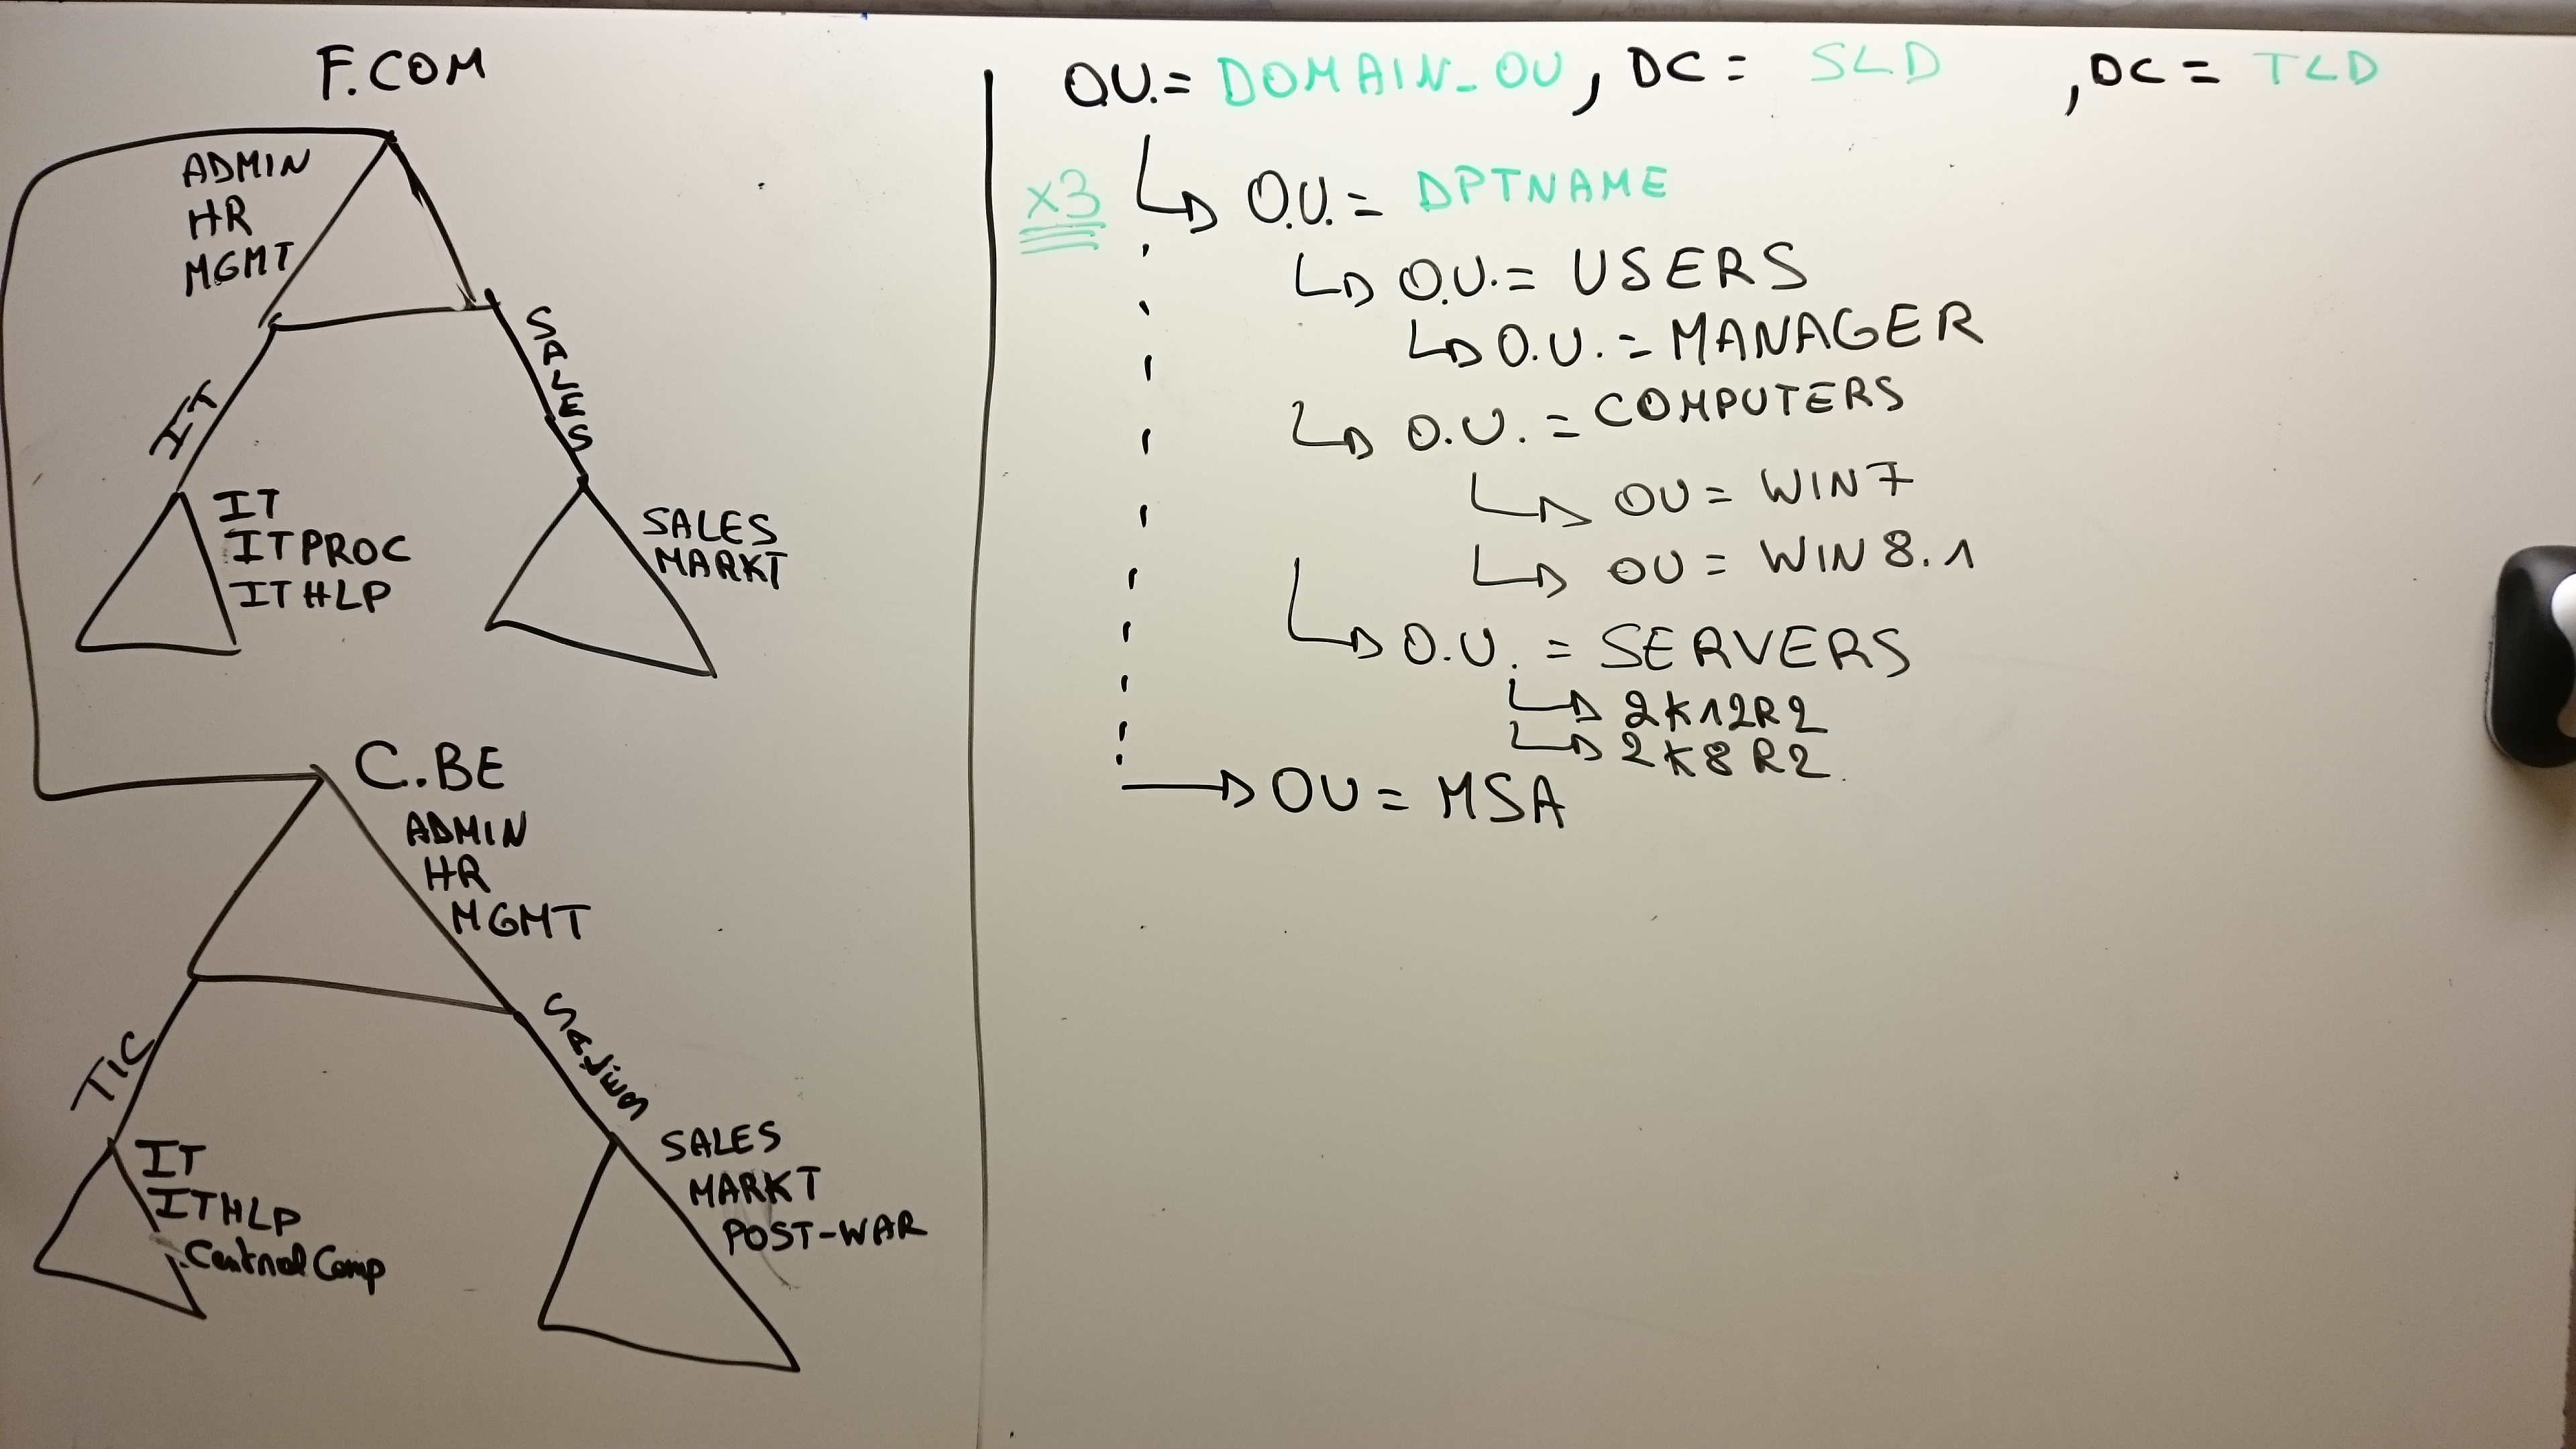 F.COM
ADMIN
HR
MGMT
IT
SALES
IT
ITPROC
ITHLP
SALES
MARKT
C.BE
ADMIN
HR
MGMT
TIC
Sales
IT
ITHLP
Central Comp
SALES
MARKT
POST-WAR
O.U. = DOMAIN_OU, DC = SLD , DC = TLD
x3 O.U. = DPTNAME
O.U. = USERS
O.U. = MANAGER
O.U. = COMPUTERS
OU = WIN7
OU = WIN 8.1
O.U. = SERVERS
2K12R2
2K8R2
OU = MSA